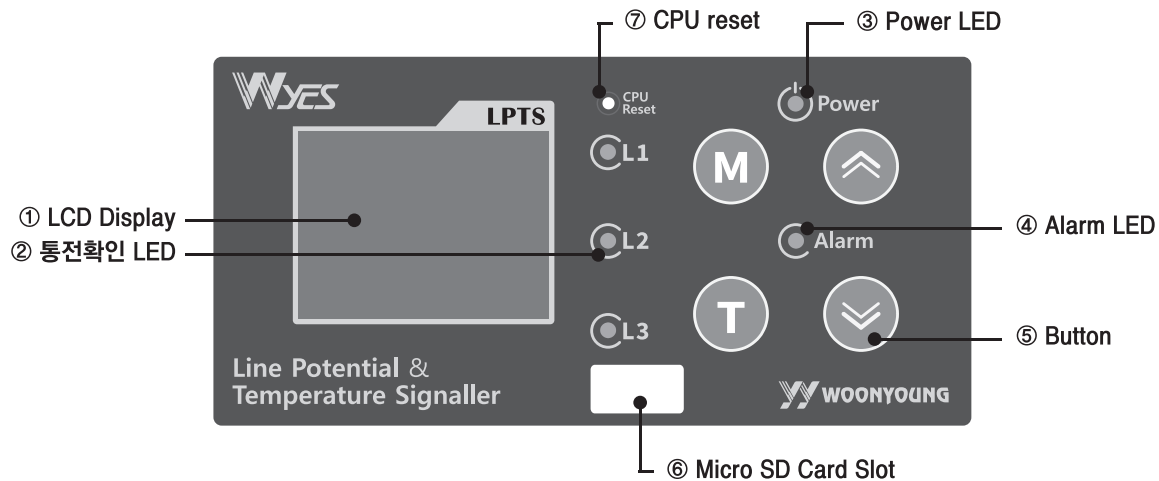 ⑦ CPU reset
③ Power LED
WYES
LPTS
CPU
Reset
Power
L1
M
① LCD Display
② 통전확인 LED
L2
Alarm
④ Alarm LED
L3
T
⑤ Button
Line Potential &
Temperature Signaller
WOONYOUNG
⑥ Micro SD Card Slot